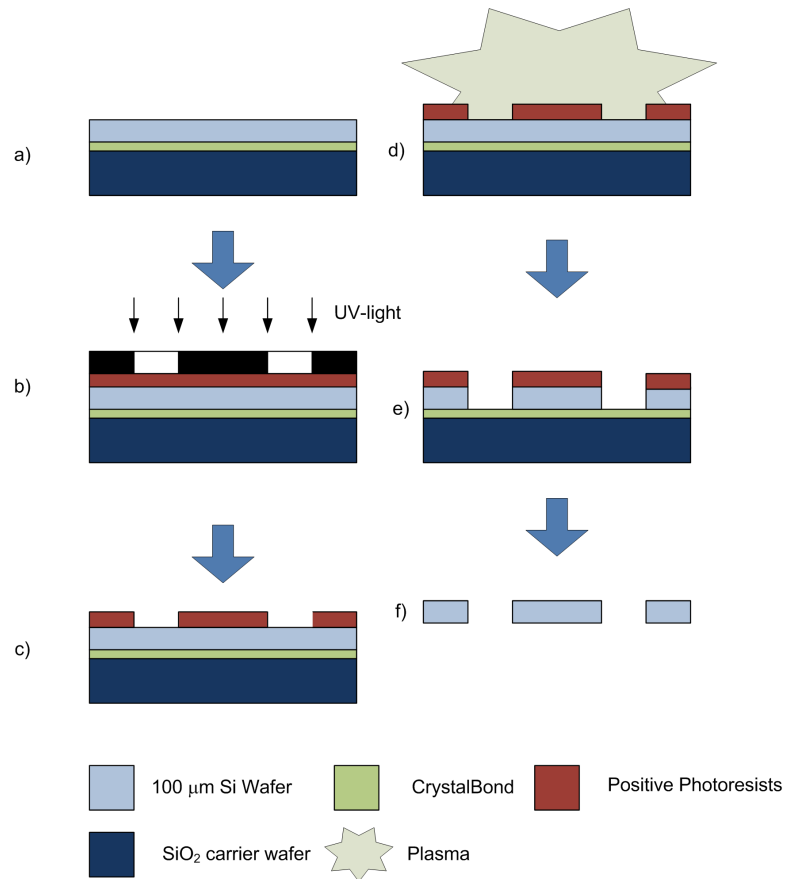 a)
d)
UV-light
b)
e)
f)
c)
100 μm Si Wafer
CrystalBond
Positive Photoresists
SiO₂ carrier wafer
Plasma